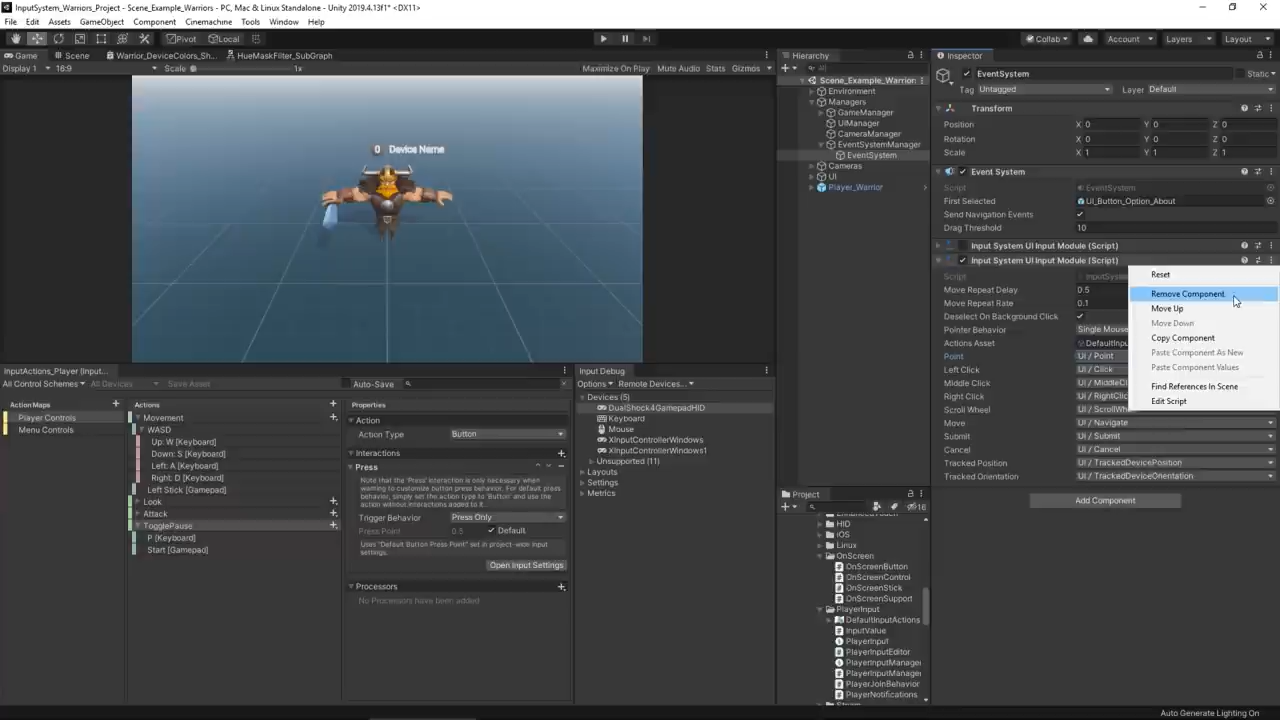 InputSystem_Warriors_Project - Scene_Example_Warriors - PC, Mac & Linux Standalone - Unity 2019.4.13f1* <DX11>
File Edit Assets GameObject Component Cinemachine Tools Window Help
Pivot Local Collab Account Layers Layout
Game Scene Warrior_DeviceColors_Sh... HueMaskFilter_SubGraph
Display 1 16:9 Scale 1x Maximize On Play Mute Audio Stats Gizmos
0 Device Name
Hierarchy
All
Scene_Example_Warrior
Environment
Managers
GameManager
UIManager
CameraManager
EventSystemManager
EventSystem
Cameras
UI
Player_Warrior
Inspector
EventSystem Static
Tag Untagged Layer Default
Transform
Position X 0 Y 0 Z 0
Rotation X 0 Y 0 Z 0
Scale X 1 Y 1 Z 1
Event System
Script EventSystem
First Selected UI_Button_Option_About
Send Navigation Events
Drag Threshold 10
Input System UI Input Module (Script)
Input System UI Input Module (Script)
Script InputSyste
Move Repeat Delay 0.5
Move Repeat Rate 0.1
Deselect On Background Click
Pointer Behavior Single Mouse
Actions Asset DefaultInpu
Point UI / Point
Left Click UI / Click
Middle Click UI / MiddleCl
Right Click UI / RightClic
Scroll Wheel UI / ScrollWhe
Move UI / Navigate
Submit UI / Submit
Cancel UI / Cancel
Tracked Position UI / TrackedDevicePosition
Tracked Orientation UI / TrackedDeviceOrientation
Add Component
Reset
Remove Component
Move Up
Move Down
Copy Component
Paste Component As New
Paste Component Values
Find References In Scene
Edit Script
InputActions_Player (Input...
All Control Schemes All Devices Save Asset Auto-Save
Action Maps
Player Controls
Menu Controls
Actions
Movement
WASD
Up: W [Keyboard]
Down: S [Keyboard]
Left: A [Keyboard]
Right: D [Keyboard]
Left Stick [Gamepad]
Look
Attack
TogglePause
P [Keyboard]
Start [Gamepad]
Properties
Action
Action Type Button
Interactions
Press
Note that the 'Press' interaction is only necessary when
wanting to customize button press behavior. For default press
behavior, simply set the action type to 'Button' and use the
action without interactions added to it.
Trigger Behavior Press Only
Press Point 0.5 Default
Uses "Default Button Press Point" set in project-wide input
settings.
Open Input Settings
Processors
No Processors have been added
Input Debug
Options Remote Devices...
Devices (5)
DualShock4GamepadHID
Keyboard
Mouse
XInputControllerWindows
XInputControllerWindows1
Unsupported (11)
Layouts
Settings
Metrics
Project
16
HID
iOS
Linux
OnScreen
OnScreenButton
OnScreenControl
OnScreenStick
OnScreenSupport
PlayerInput
DefaultInputActions
InputValue
PlayerInput
PlayerInputEditor
PlayerInputManager
PlayerInputManager
PlayerJoinBehavior
PlayerNotifications
Auto Generate Lighting On